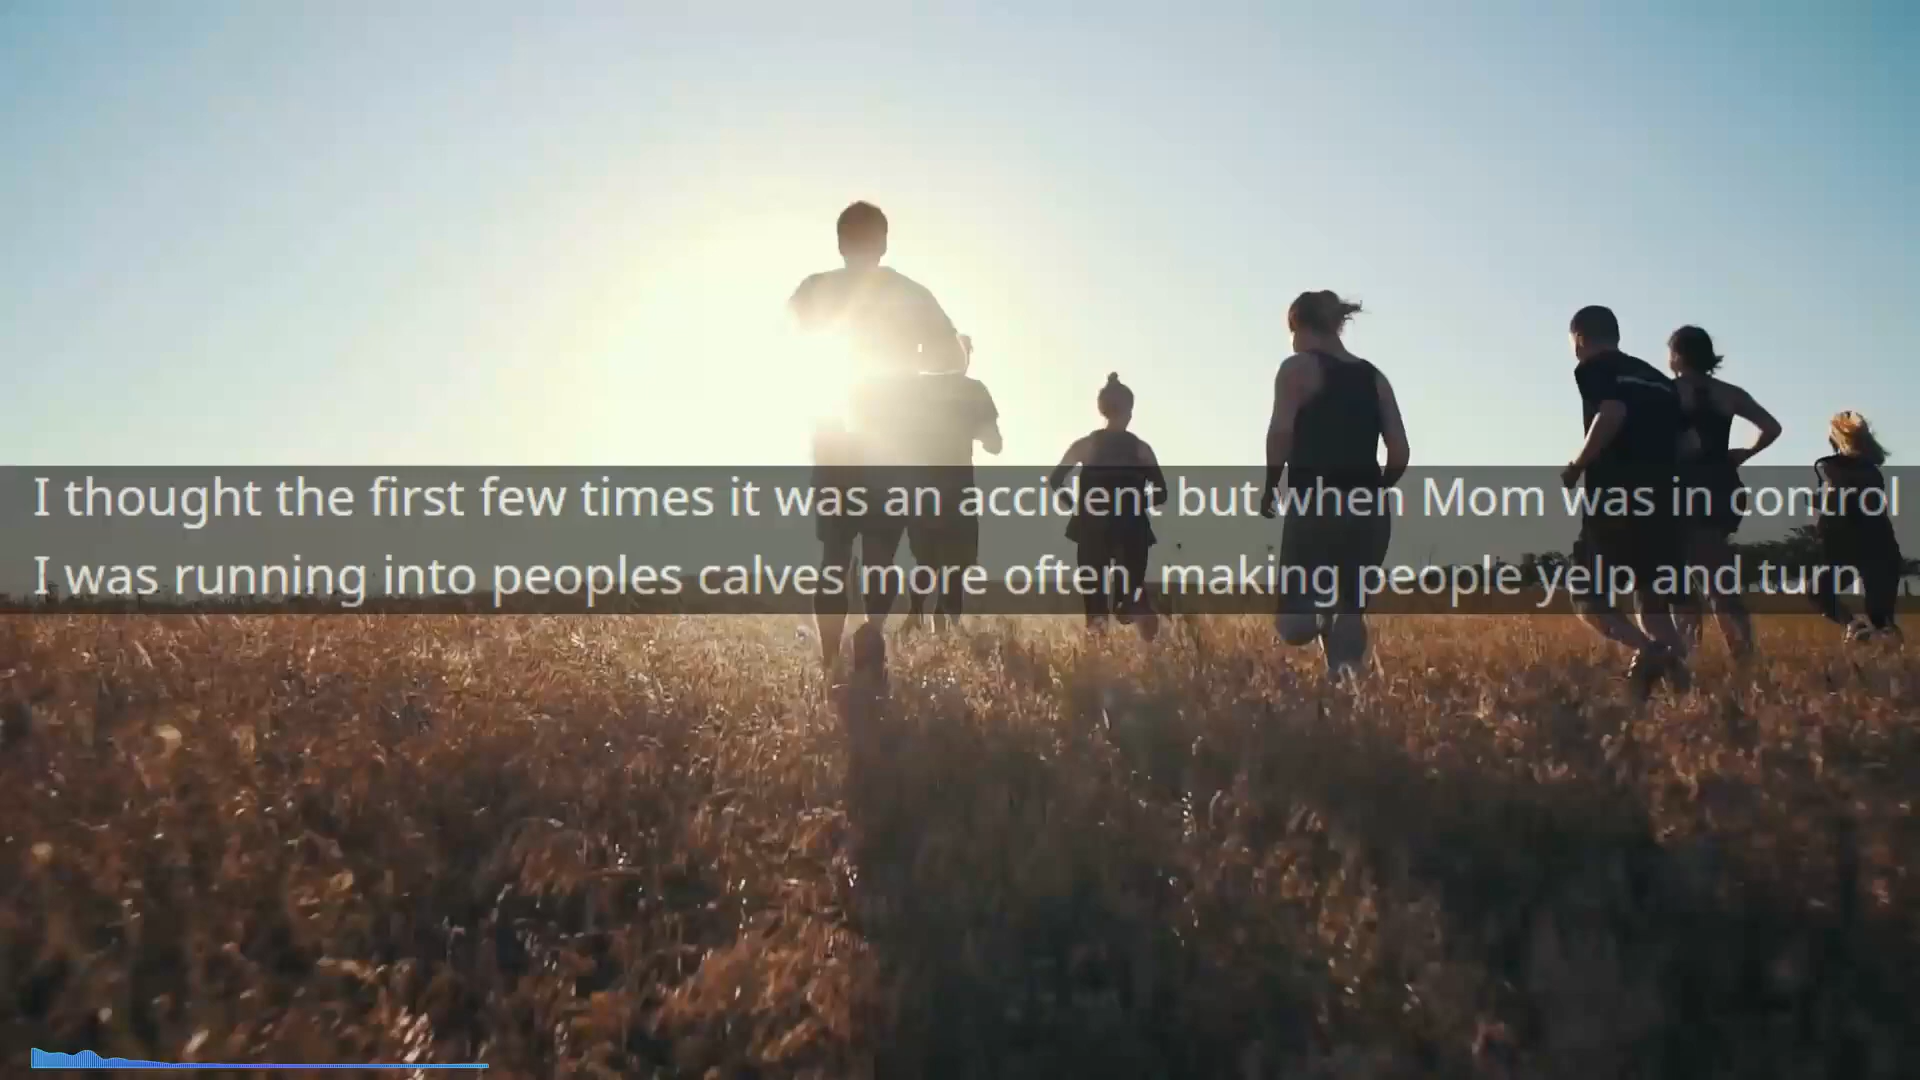 I thought the first few times it was an accident but when Mom was in control
I was running into peoples calves more often, making people yelp and turn